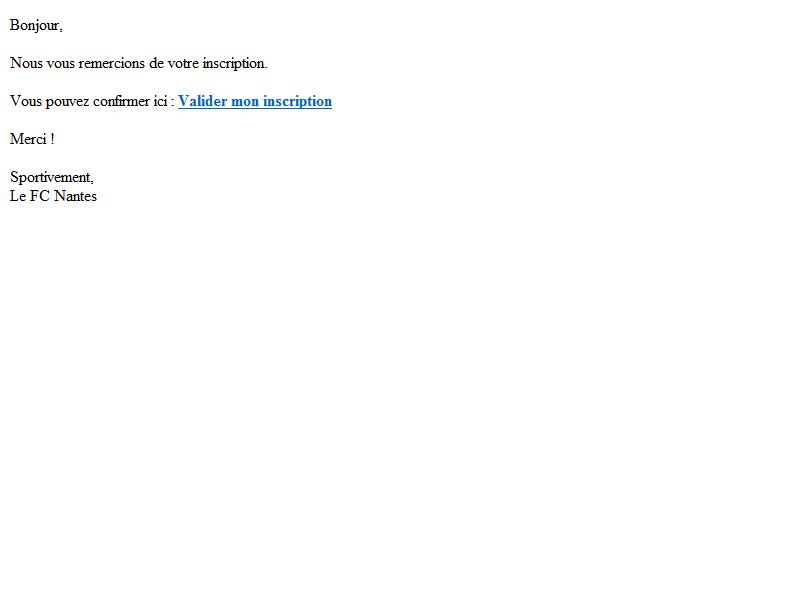 Bonjour,
Nous vous remercions de votre inscription.
Vous pouvez confirmer ici : Valider mon inscription
Merci !
Sportivement,
Le FC Nantes